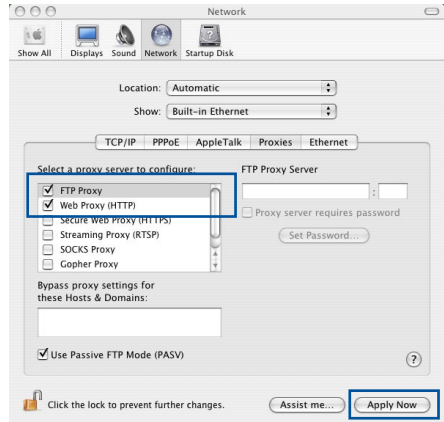 Network
Show All Displays Sound Network Startup Disk
Location: Automatic
Show: Built-in Ethernet
TCP/IP PPPoE AppleTalk Proxies Ethernet
Select a proxy server to configure: FTP Proxy Server
FTP Proxy :
Web Proxy (HTTP) Proxy server requires password
Secure Web Proxy (HTTPS)
Streaming Proxy (RTSP) Set Password...
SOCKS Proxy
Gopher Proxy
Bypass proxy settings for
these Hosts & Domains:
Use Passive FTP Mode (PASV) ?
Click the lock to prevent further changes. Assist me... Apply Now